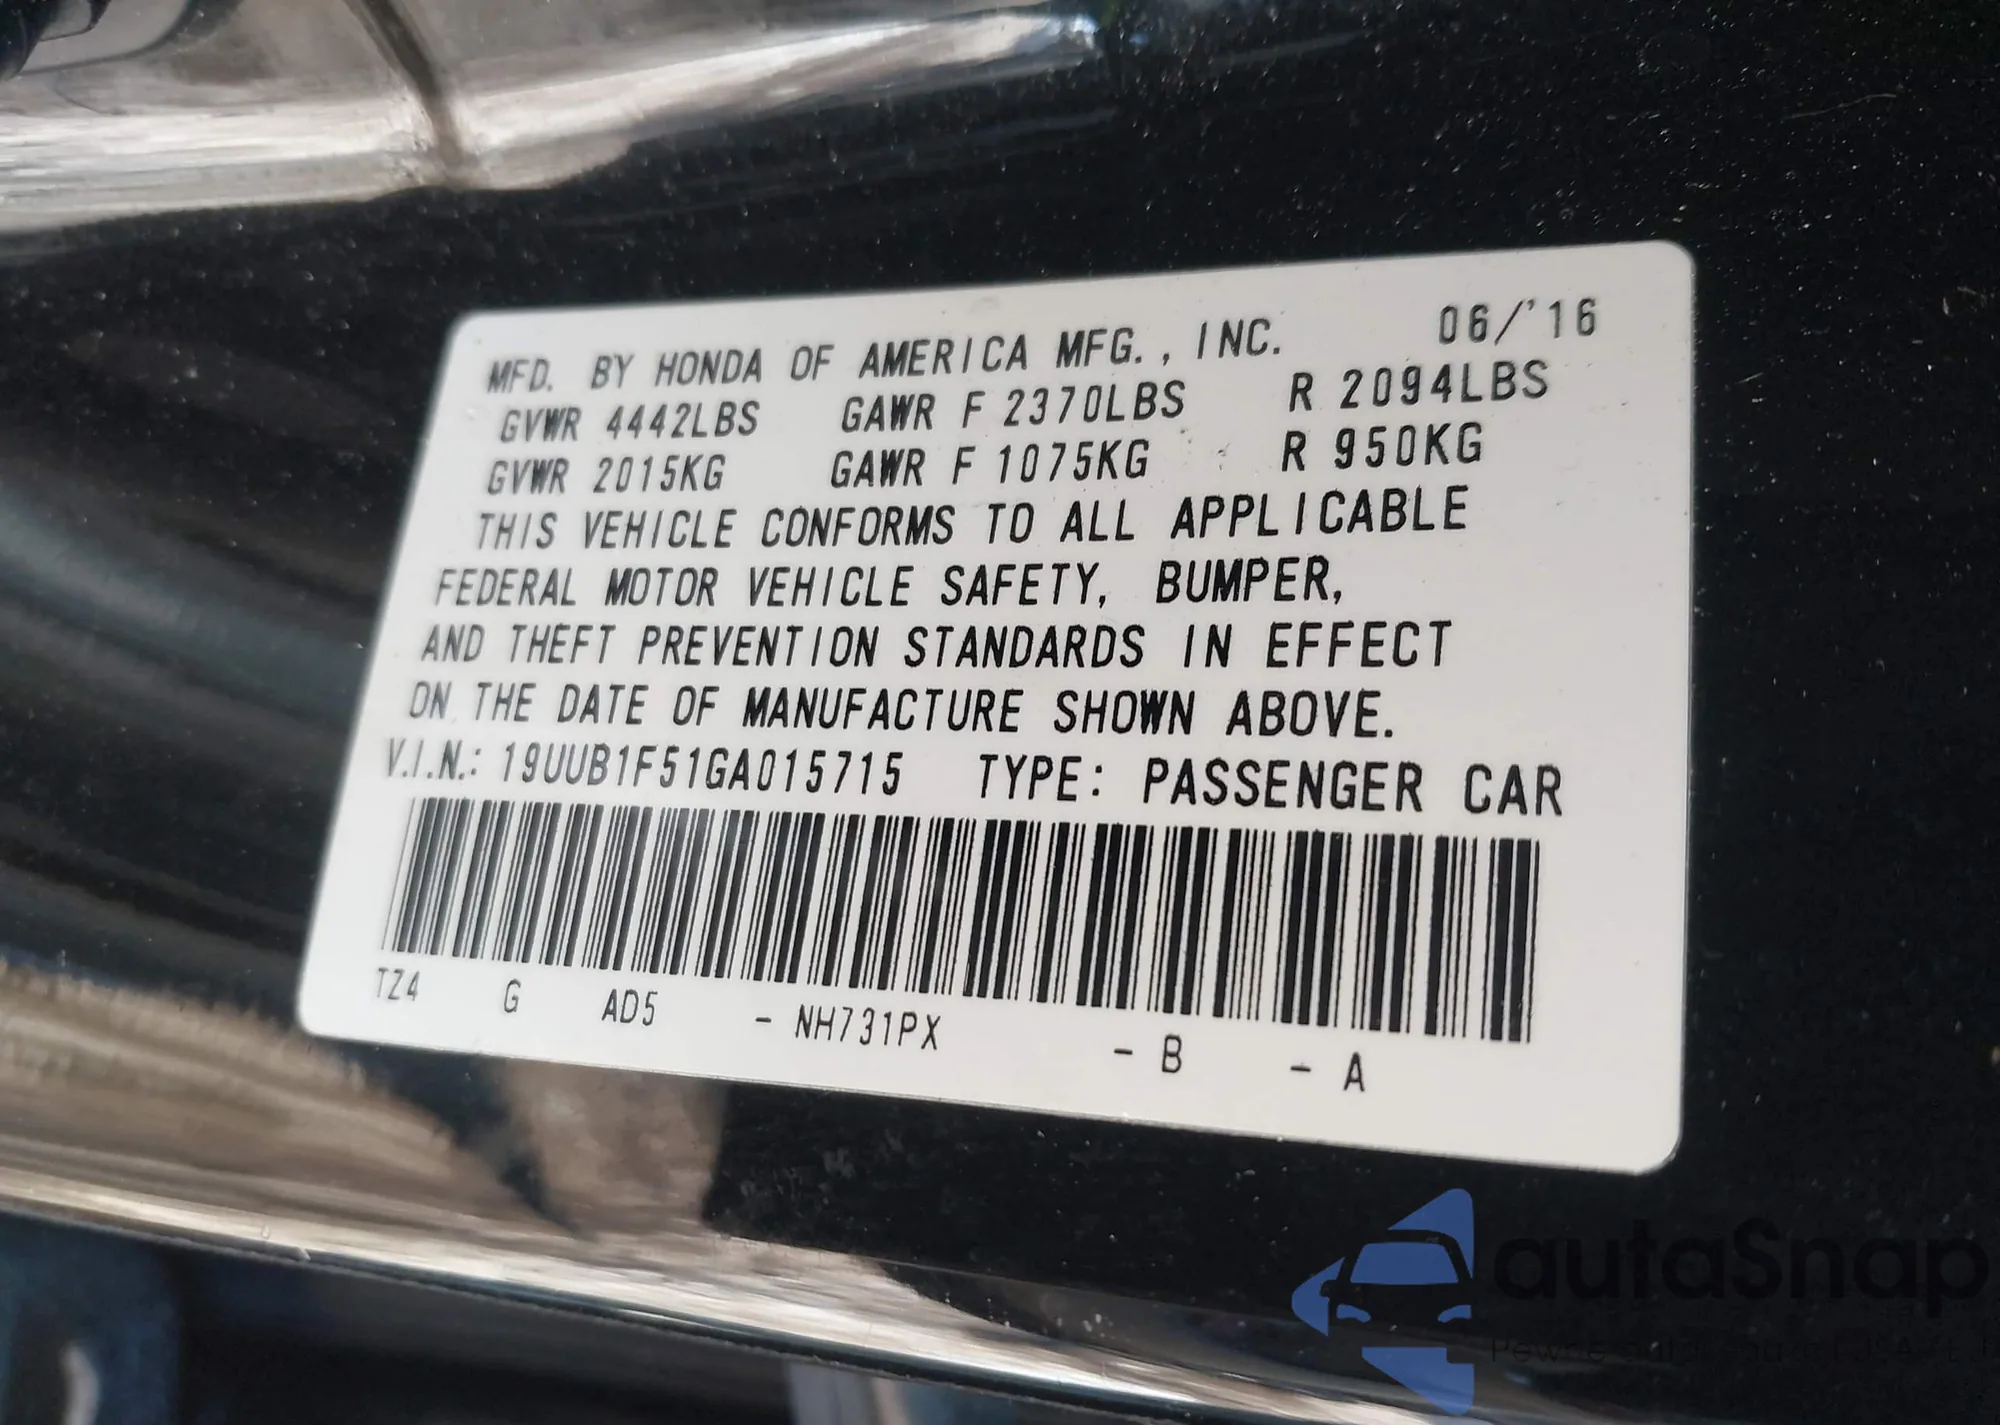 MFD. BY HONDA OF AMERICA MFG., INC. 06/'16
GVWR 4442LBS GAWR F 2370LBS R 2094LBS
GVWR 2015KG GAWR F 1075KG R 950KG
THIS VEHICLE CONFORMS TO ALL APPLICABLE
FEDERAL MOTOR VEHICLE SAFETY, BUMPER,
AND THEFT PREVENTION STANDARDS IN EFFECT
ON THE DATE OF MANUFACTURE SHOWN ABOVE.
V.I.N.: 19UUB1F51GA015715 TYPE: PASSENGER CAR
TZ4 G AD5 - NH731PX - B - A
autaSnap